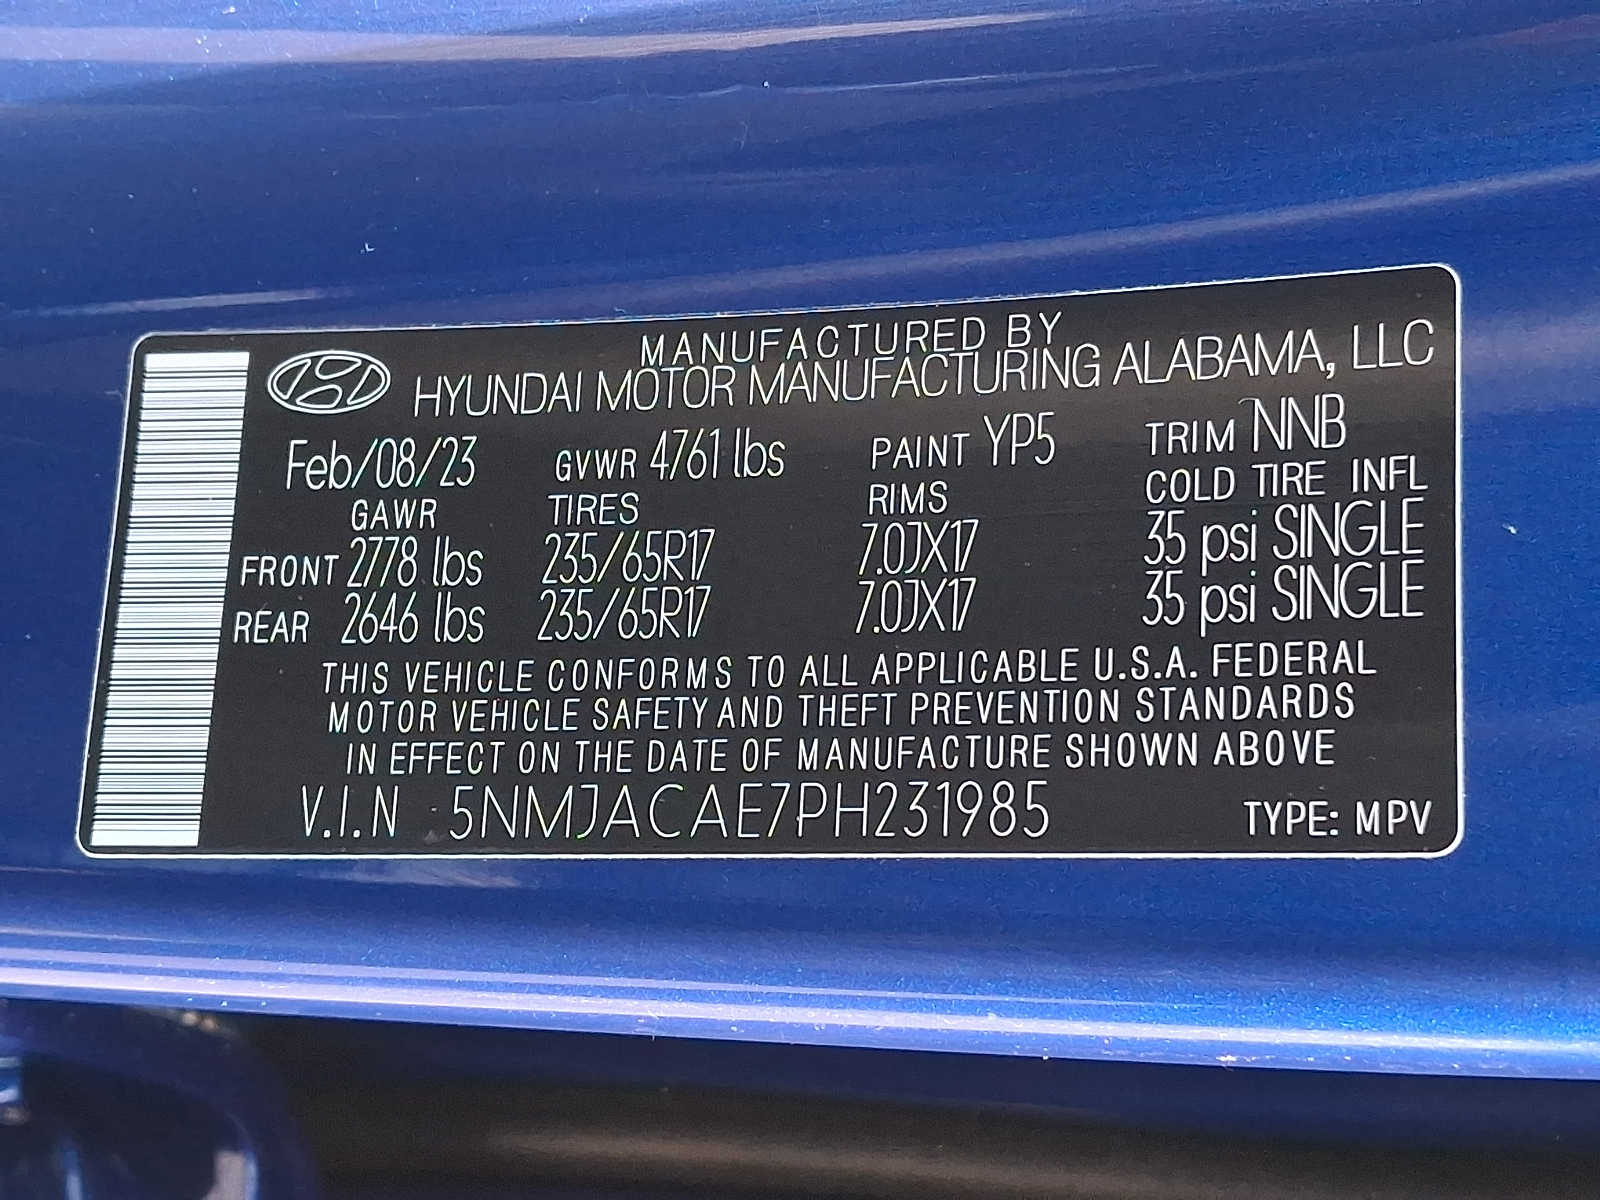 MANUFACTURED BY
HYUNDAI MOTOR MANUFACTURING ALABAMA, LLC
Feb/08/23 GVWR 4761 lbs PAINT YP5 TRIM NNB
GAWR TIRES RIMS COLD TIRE INFL
FRONT 2778 lbs 235/65R17 7.0JX17 35 psi SINGLE
REAR 2646 lbs 235/65R17 7.0JX17 35 psi SINGLE
THIS VEHICLE CONFORMS TO ALL APPLICABLE U.S.A. FEDERAL
MOTOR VEHICLE SAFETY AND THEFT PREVENTION STANDARDS
IN EFFECT ON THE DATE OF MANUFACTURE SHOWN ABOVE
V.I.N 5NMJACAE7PH231985 TYPE: MPV